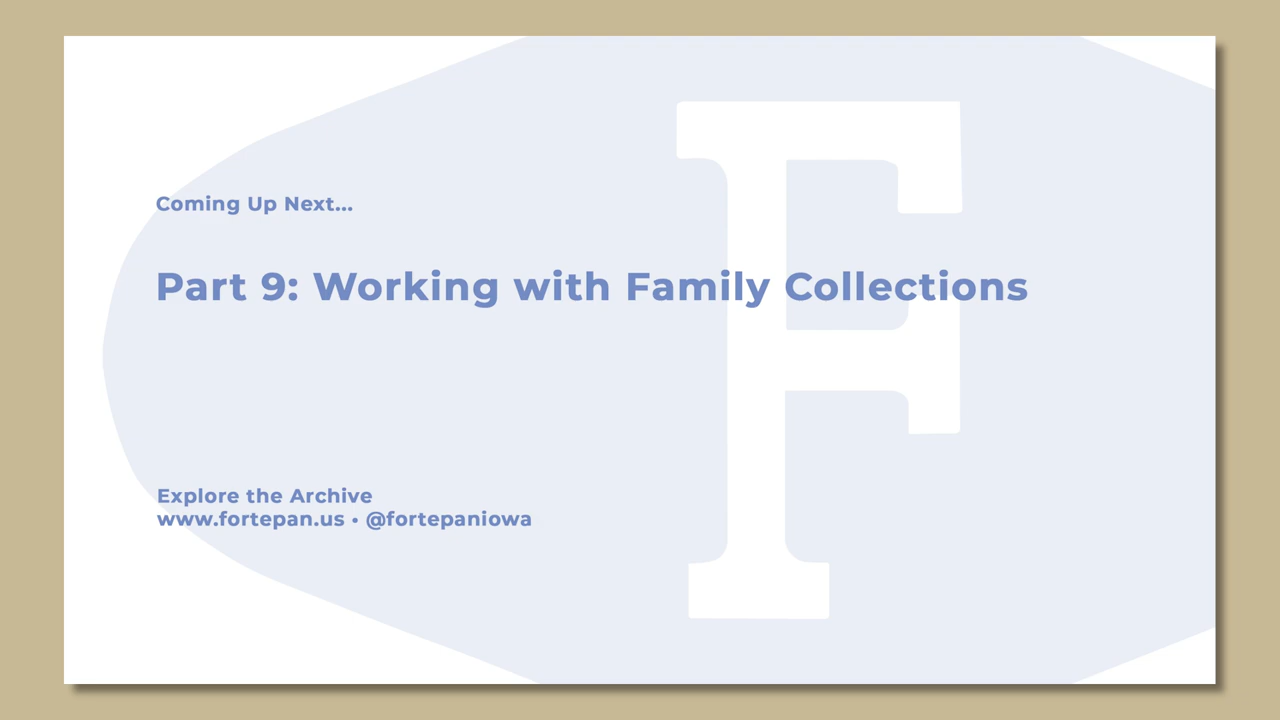 Coming Up Next...
Part 9: Working with Family Collections
F
Explore the Archive
www.fortepan.us • @fortepaniowa